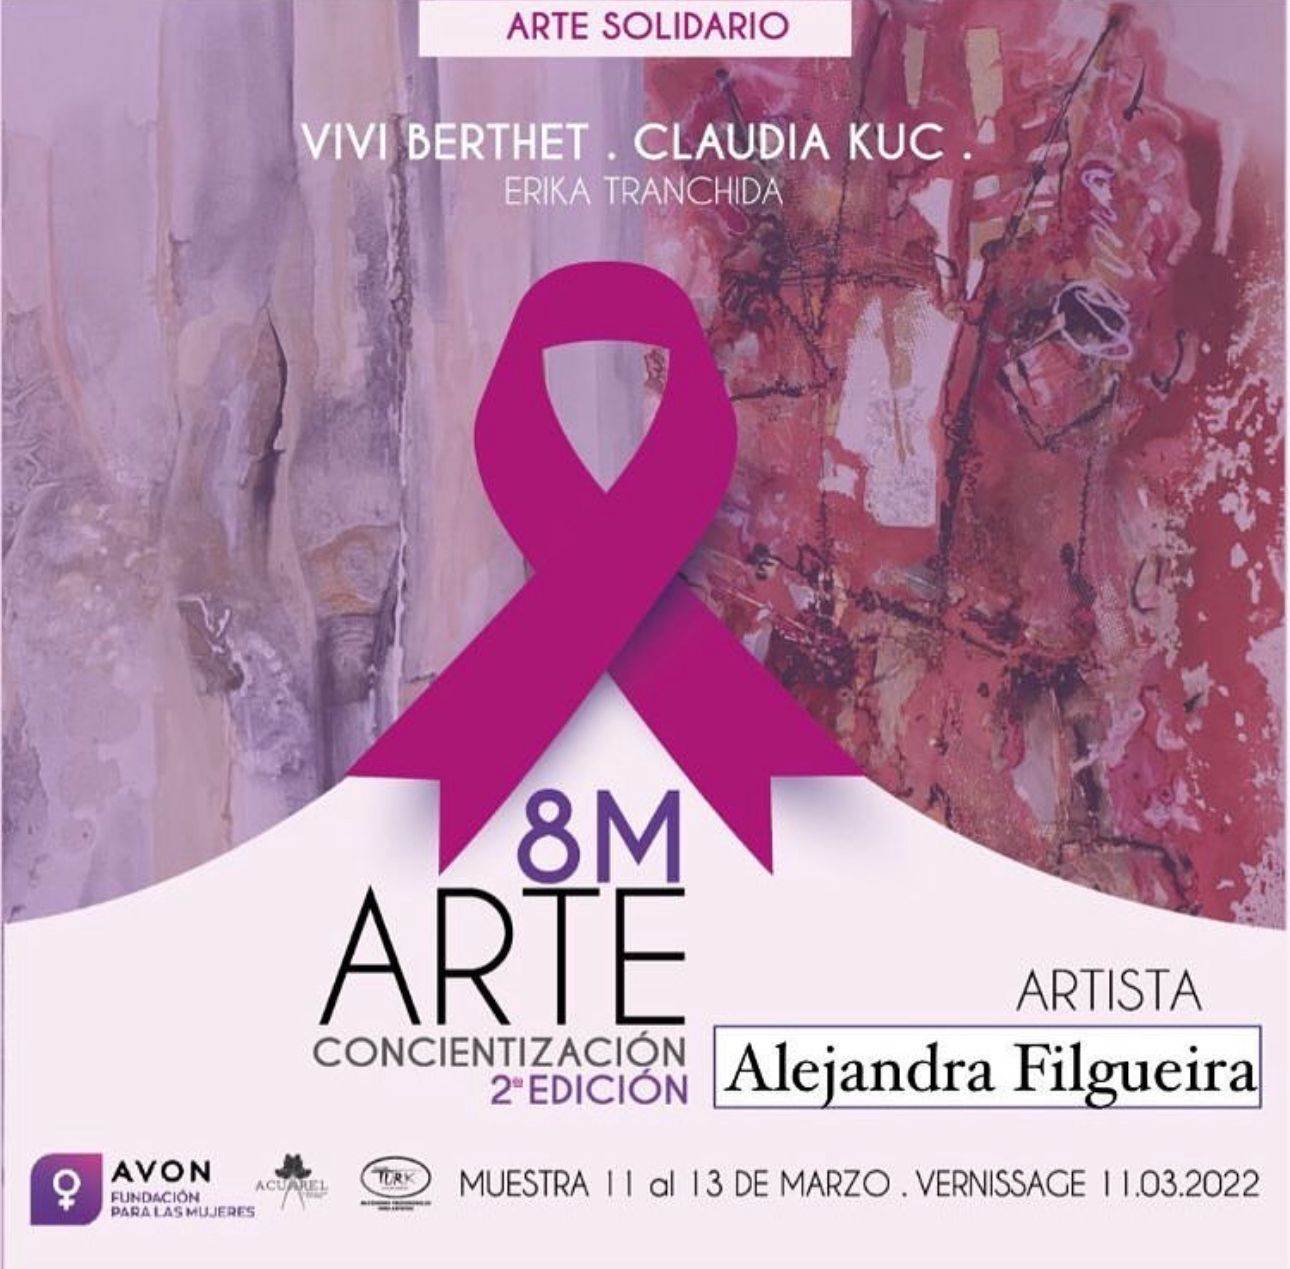 ARTE SOLIDARIO
VIVI BERTHET . CLAUDIA KUC .
ERIKA TRANCHIDA
8M
ARTE
CONCIENTIZACIÓN
2da EDICIÓN
ARTISTA
Alejandra Filgueira
AVON
FUNDACIÓN
PARA LAS MUJERES
ACUAREL
TURK
MUESTRA 11 al 13 DE MARZO . VERNISSAGE 11.03.2022